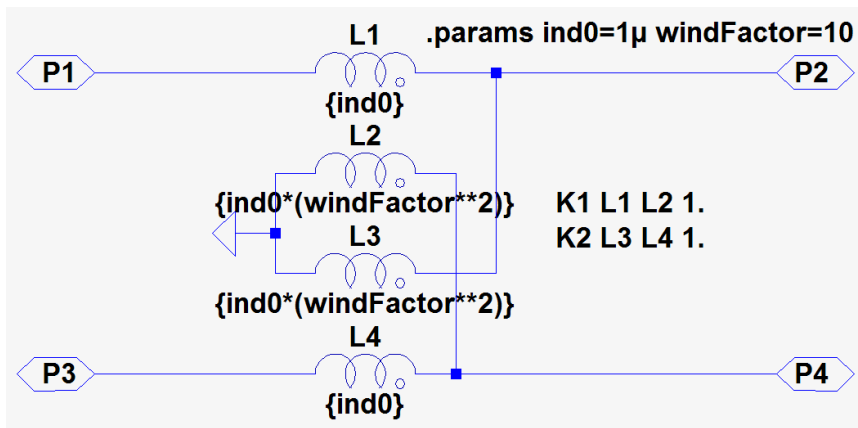 .params ind0=1µ windFactor=10
L1
P1
P2
{ind0}
L2
{ind0*(windFactor**2)}
K1 L1 L2 1.
K2 L3 L4 1.
L3
{ind0*(windFactor**2)}
L4
P3
P4
{ind0}